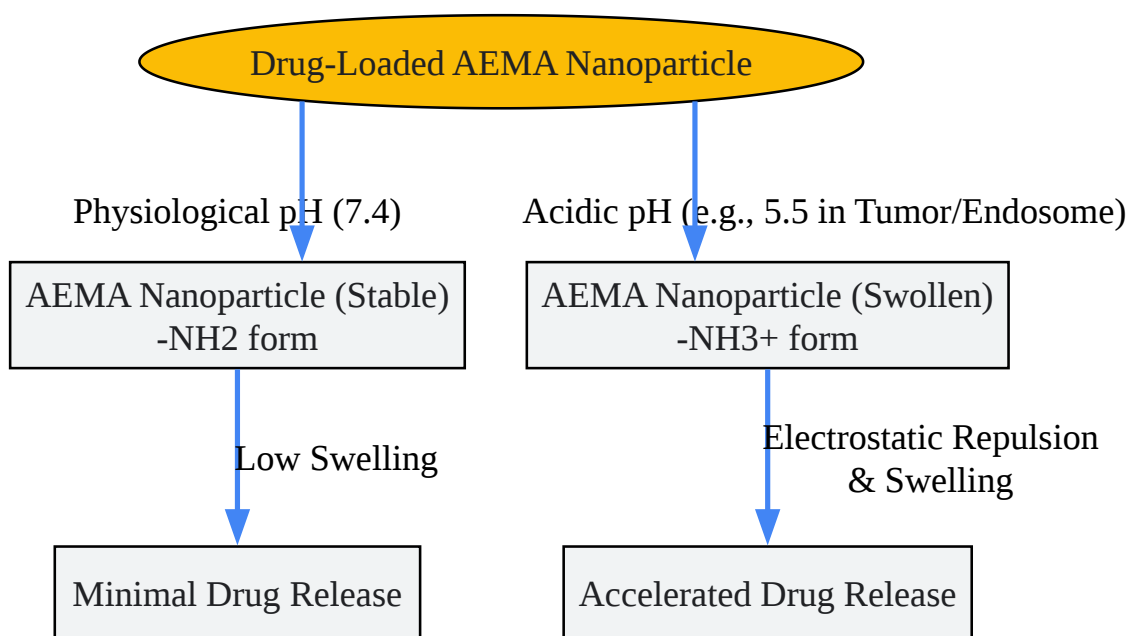 Drug-Loaded AEMA Nanoparticle
Physiological pH (7.4)
Acidic pH (e.g., 5.5 in Tumor/Endosome)
AEMA Nanoparticle (Stable)
-NH2 form
AEMA Nanoparticle (Swollen)
-NH3+ form
Low Swelling
Electrostatic Repulsion
& Swelling
Minimal Drug Release
Accelerated Drug Release